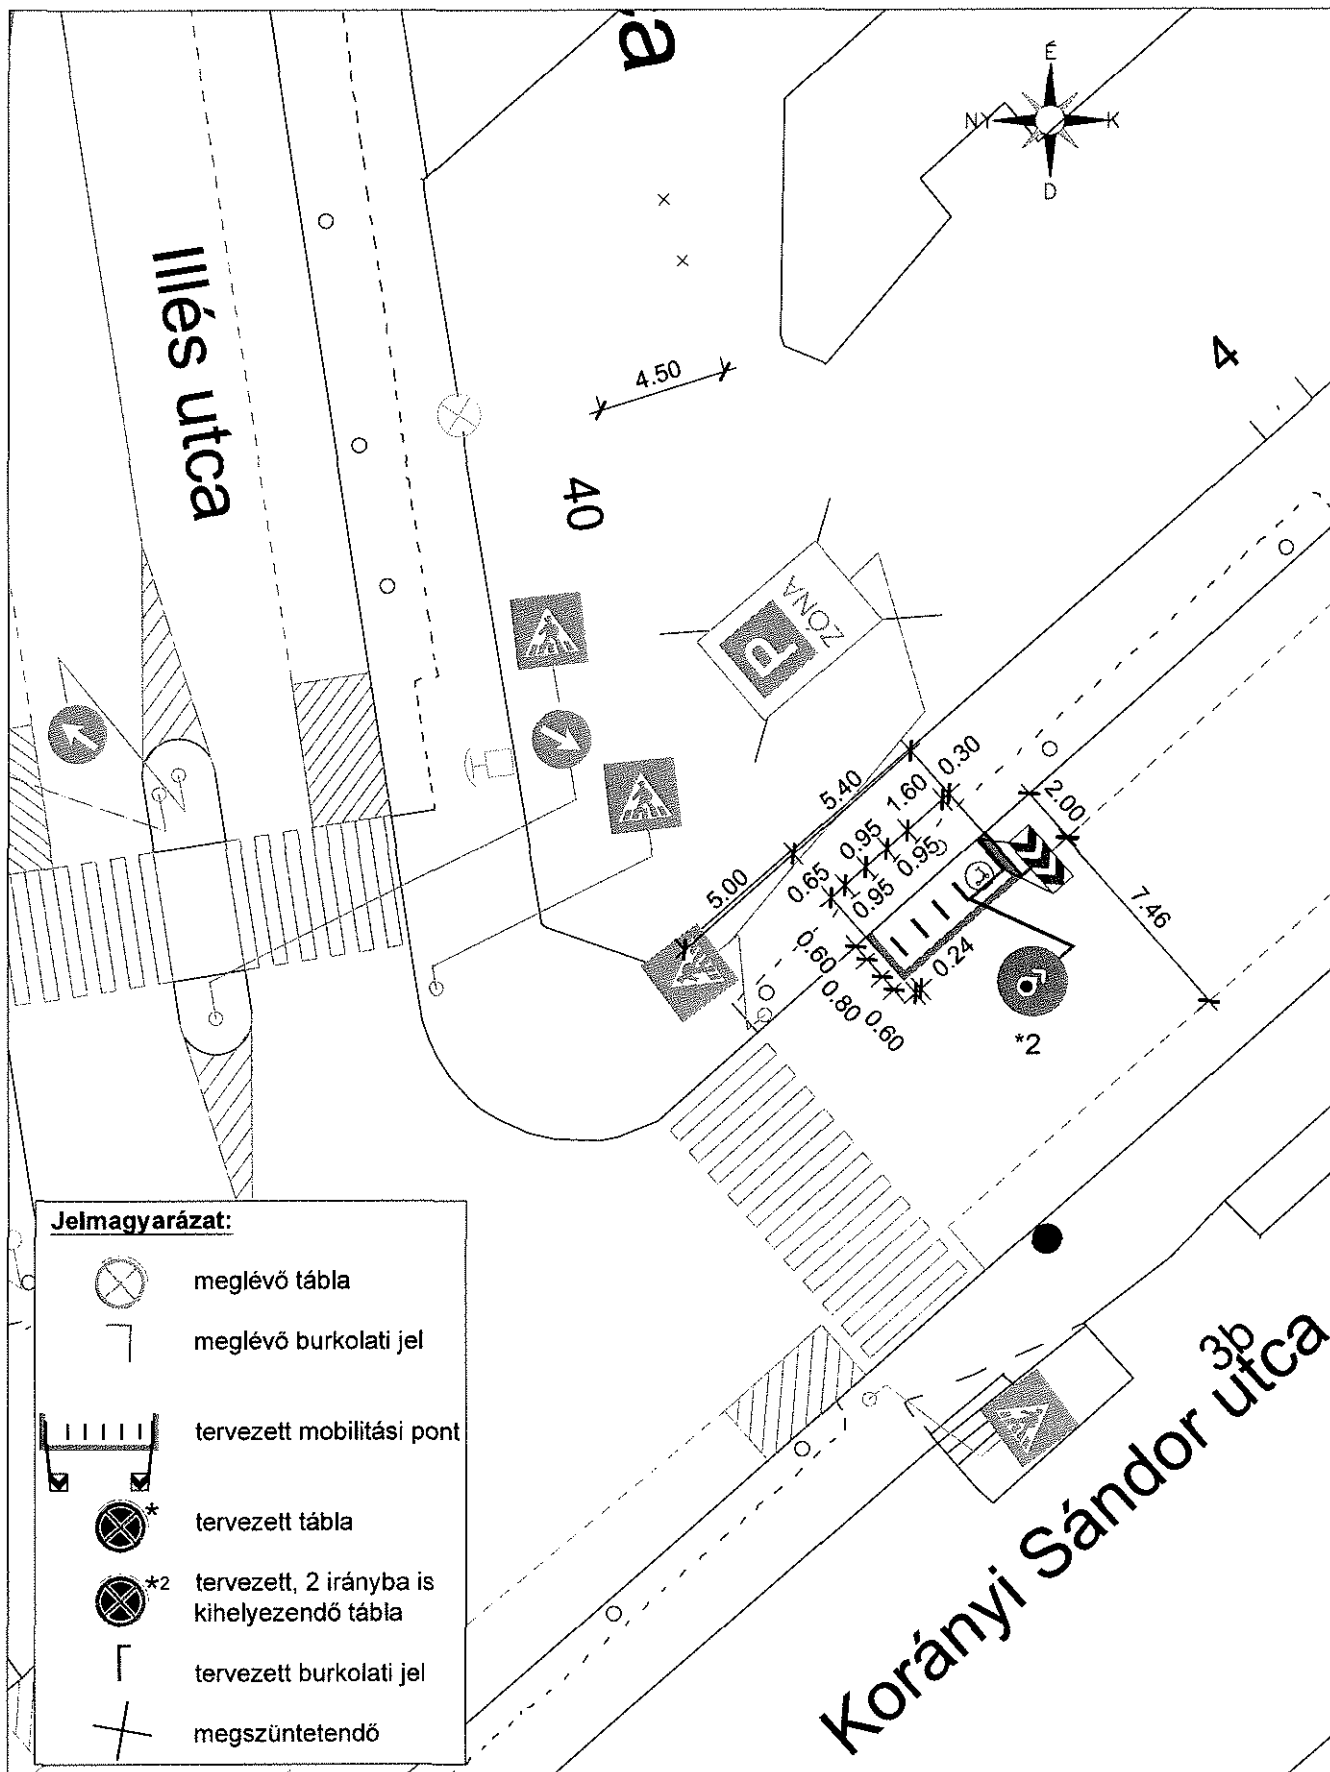 a
É
NY
K
D
Illés utca
4.50
4
40
ZÓNA
P
5.40
0.30
1.60
0.95
0.95
2.00
5.00
0.65
0.95
7.46
0.60
0.80
0.60
0.24
*2
Jelmagyarázat:
meglévő tábla
meglévő burkolati jel
tervezett mobilitási pont
* tervezett tábla
*2 tervezett, 2 irányba is
kihelyezendő tábla
tervezett burkolati jel
megszüntetendő
3b
Korányi Sándor utca